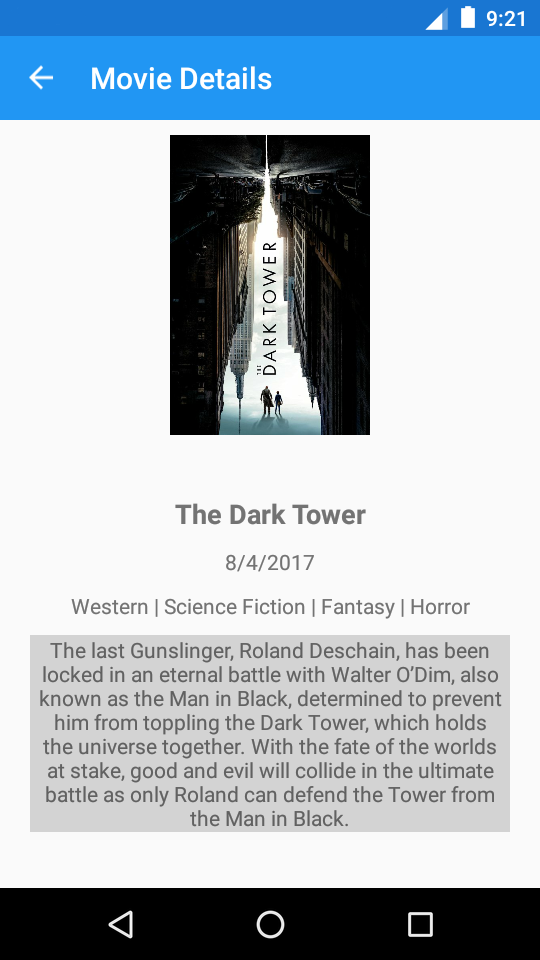 9:21
Movie Details
THE
DARK TOWER
The Dark Tower
8/4/2017
Western | Science Fiction | Fantasy | Horror
The last Gunslinger, Roland Deschain, has been
locked in an eternal battle with Walter O’Dim, also
known as the Man in Black, determined to prevent
him from toppling the Dark Tower, which holds
the universe together. With the fate of the worlds
at stake, good and evil will collide in the ultimate
battle as only Roland can defend the Tower from
the Man in Black.